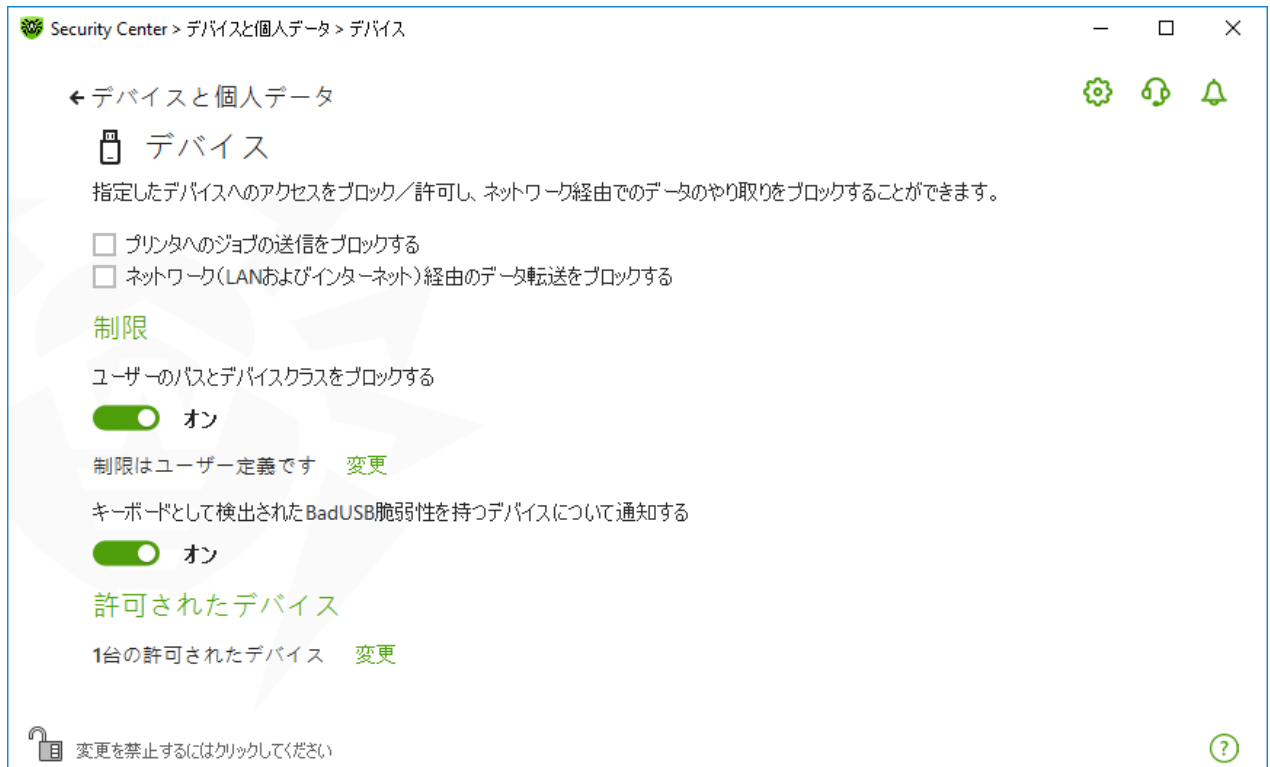 Security Center > デバイスと個人データ > デバイス
デバイスと個人データ
デバイス
指定したデバイスへのアクセスをブロック／許可し、ネットワーク経由でのデータのやり取りをブロックすることができます。
プリンタへのジョブの送信をブロックする
ネットワーク（LANおよびインターネット）経由のデータ転送をブロックする
制限
ユーザーのバスとデバイスクラスをブロックする
オン
制限はユーザー定義です 変更
キーボードとして検出されたBadUSB脆弱性を持つデバイスについて通知する
オン
許可されたデバイス
1台の許可されたデバイス 変更
変更を禁止するにはクリックしてください